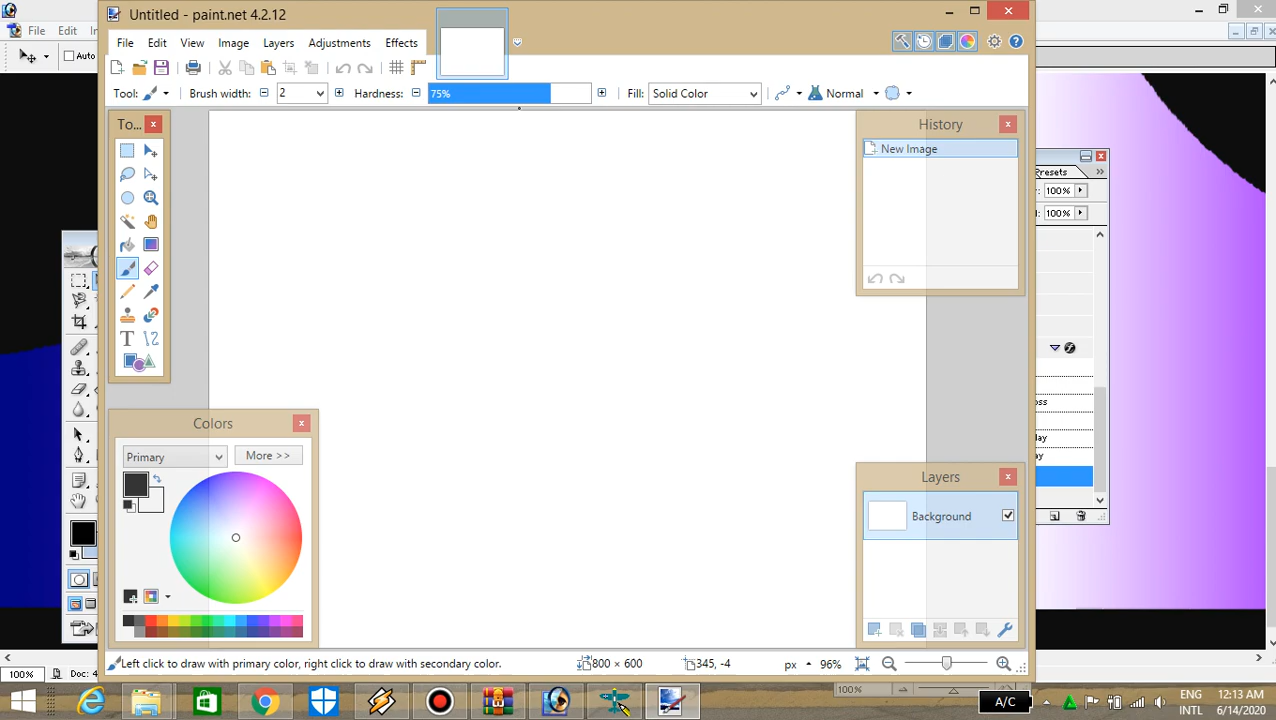 Untitled - paint.net 4.2.12
File Edit
File Edit View Image Layers Adjustments Effects
Auto
Tool: Brush width: 2 Hardness: 75% Fill: Solid Color Normal
To...
History
New Image
Presets
100%
100%
oss
lay
ay
Colors
Primary More >>
Layers
Background
Left click to draw with primary color, right click to draw with secondary color. 800 × 600 345, -4 px 96%
100% Doc: 4
100%
A/C
ENG
INTL
12:13 AM
6/14/2020
T